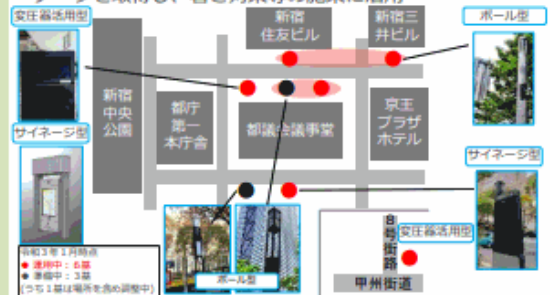 変圧器活用型
新宿
住友ビル
新宿三
井ビル
ポール型
新宿
中央
公園
都庁
第一
本庁舎
都議会議事堂
京王
プラザ
ホテル
サイネージ型
サイネージ型
8号街路
変圧器活用型
甲州街道
ポール型
令和3年1月時点
● 運用中：6基
● 準備中：3基
(うち1基は場所を含め調整中)